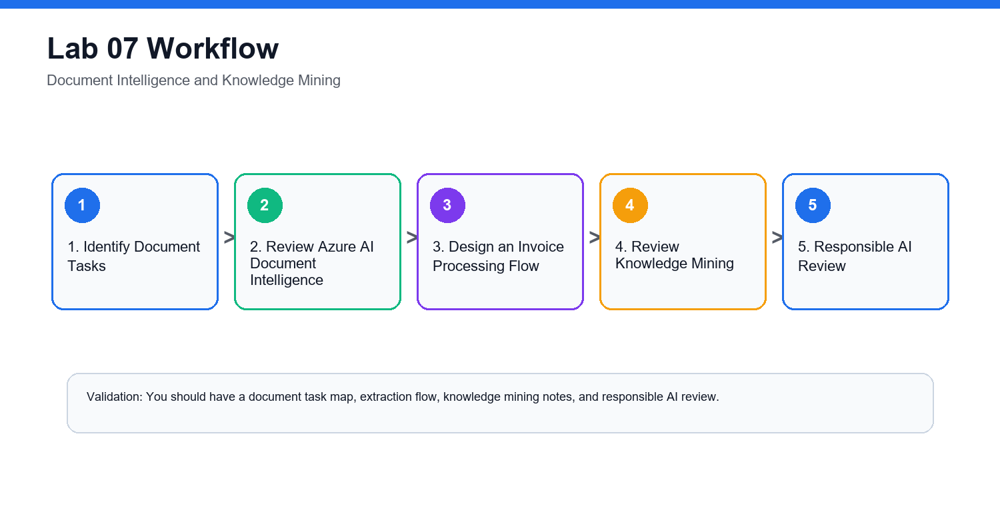 Lab 07 Workflow
Document Intelligence and Knowledge Mining
1
1. Identify Document
Tasks
>
2
2. Review Azure AI
Document
Intelligence
>
3
3. Design an Invoice
Processing Flow
>
4
4. Review
Knowledge Mining
>
5
5. Responsible AI
Review
Validation: You should have a document task map, extraction flow, knowledge mining notes, and responsible AI review.